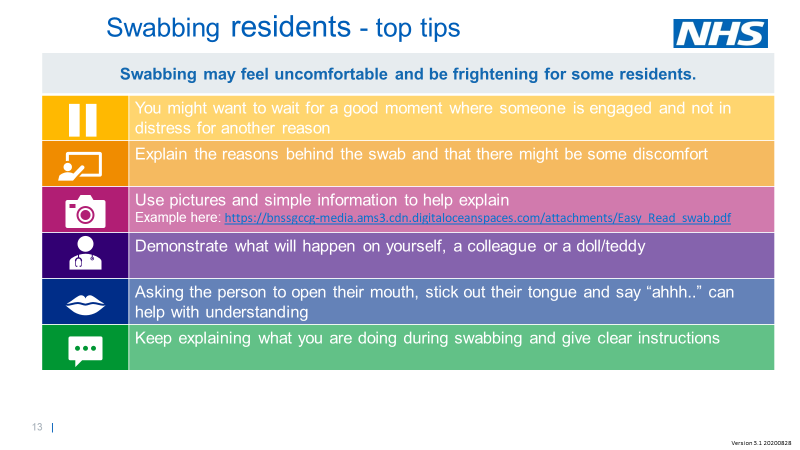 Swabbing residents - top tips
NHS
Swabbing may feel uncomfortable and be frightening for some residents.
You might want to wait for a good moment where someone is engaged and not in
distress for another reason
Explain the reasons behind the swab and that there might be some discomfort
Use pictures and simple information to help explain
Example here: https://bnssgccg-media.ams3.cdn.digitaloceanspaces.com/attachments/Easy_Read_swab.pdf
Demonstrate what will happen on yourself, a colleague or a doll/teddy
Asking the person to open their mouth, stick out their tongue and say “ahhh..” can
help with understanding
Keep explaining what you are doing during swabbing and give clear instructions
13 |
Version 3.1 20200828